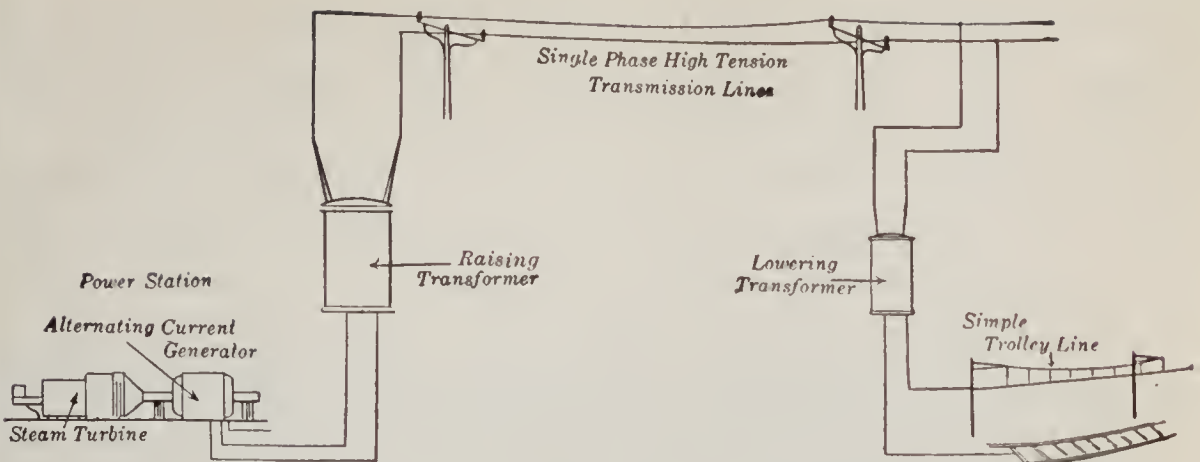 Single Phase High Tension
Transmission Lines
Raising
Transformer
Lowering
Transformer
Power Station
Alternating Current
Generator
Simple
Trolley Line
Steam Turbine